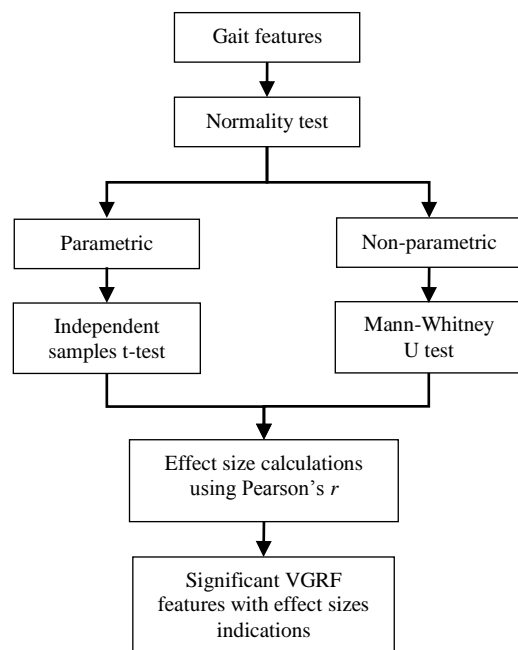 Gait features
Normality test
Parametric
Non-parametric
Independent
samples t-test
Mann-Whitney
U test
Effect size calculations
using Pearson’s r
Significant VGRF
features with effect sizes
indications